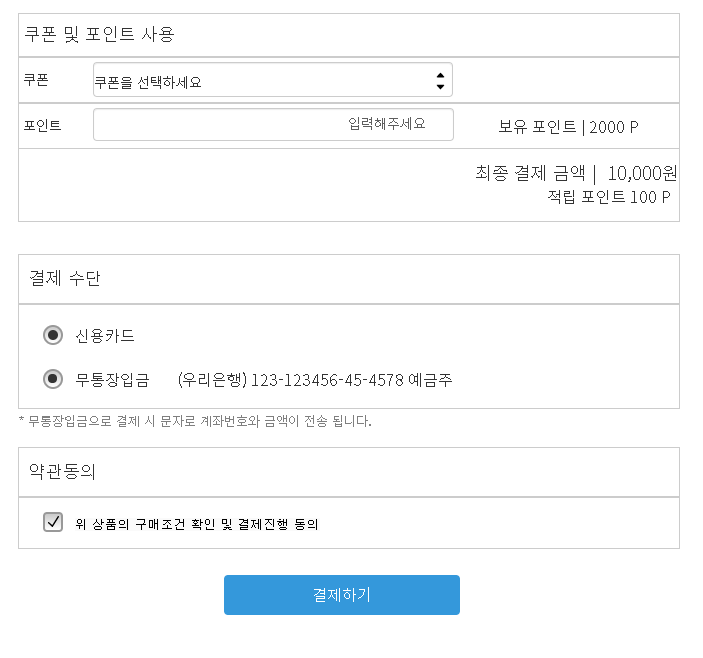 쿠폰 및 포인트 사용
쿠폰 쿠폰을 선택하세요
포인트 입력해주세요 보유 포인트 | 2000 P
최종 결제 금액 | 10,000원
적립 포인트 100 P
결제 수단
신용카드
무통장입금 (우리은행) 123-123456-45-4578 예금주
* 무통장입금으로 결제 시 문자로 계좌번호와 금액이 전송 됩니다.
약관동의
위 상품의 구매조건 확인 및 결제진행 동의
결제하기